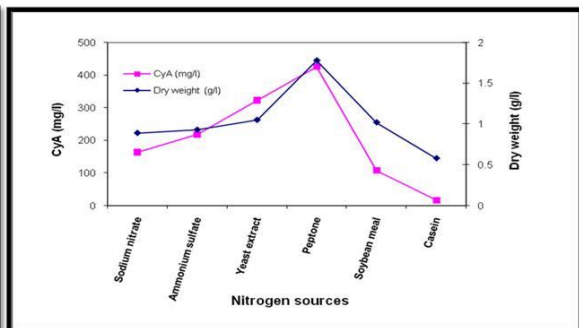 500
400
300
200
100
0
CyA (mg/l)
2
1.5
1
0.5
0
Dry weight (g/l)
CyA (mg/l)
Dry weight (g/l)
Sodium nitrate
Ammonium sulfate
Yeast extract
Peptone
Soybean meal
Casein
Nitrogen sources